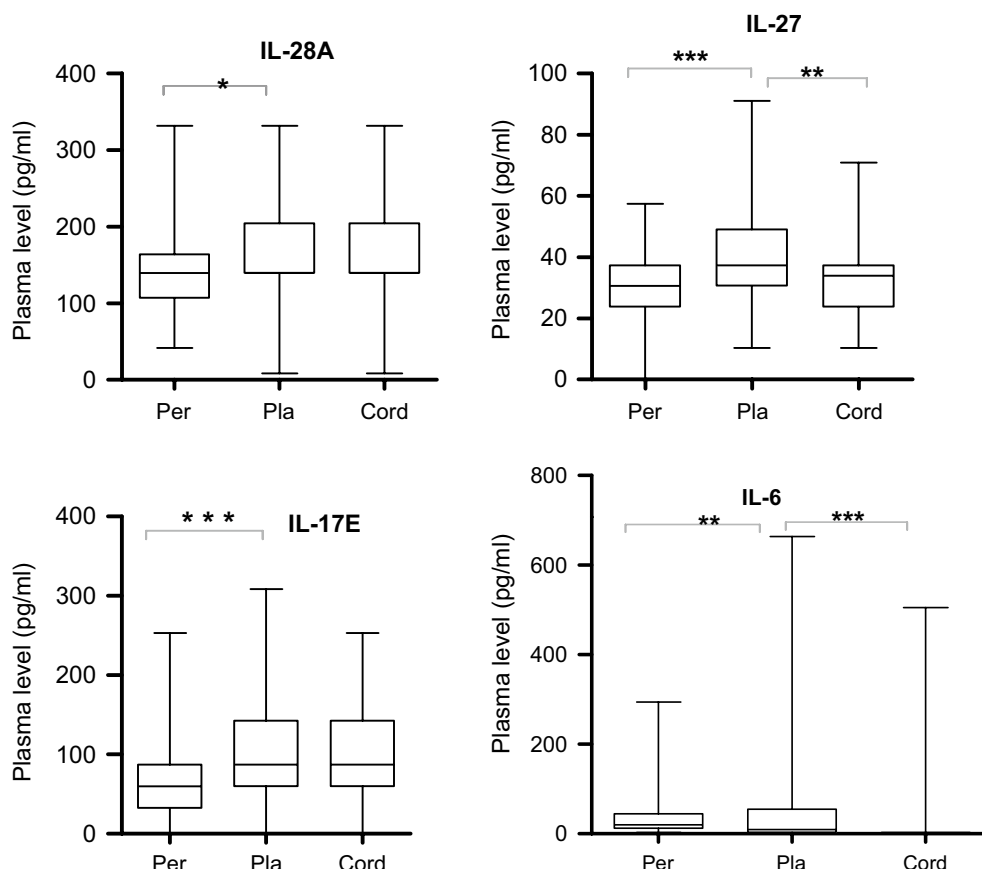 IL-28A
*
Plasma level (pg/ml)
400
300
200
100
0
Per Pla Cord
IL-27
*** **
Plasma level (pg/ml)
100
80
60
40
20
0
Per Pla Cord
IL-17E
* * *
Plasma level (pg/ml)
400
300
200
100
0
Per Pla Cord
IL-6
** ***
Plasma level (pg/ml)
800
600
400
200
0
Per Pla Cord